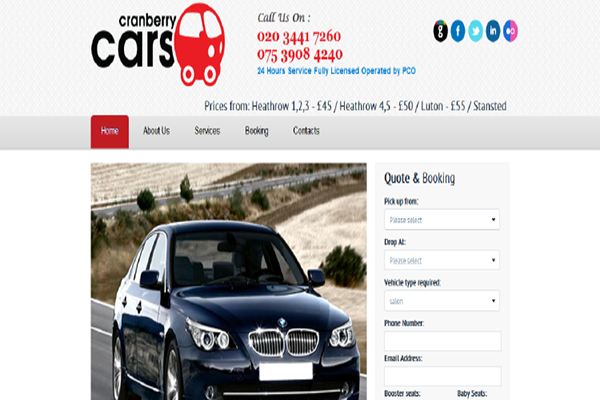 cranberry
cars
Call Us On :
020 3441 7260
075 3908 4240
24 Hours Service Fully Licensed Operated by PCO
Prices from: Heathrow 1,2,3 - £45 / Heathrow 4,5 - £50 / Luton - £55 / Stansted
Home About Us Services Booking Contacts
Quote & Booking
Pick up from:
Please select
Drop At:
Please select
Vehicle type required:
salon
Phone Number:
Email Address:
Booster seats: Baby Seats: